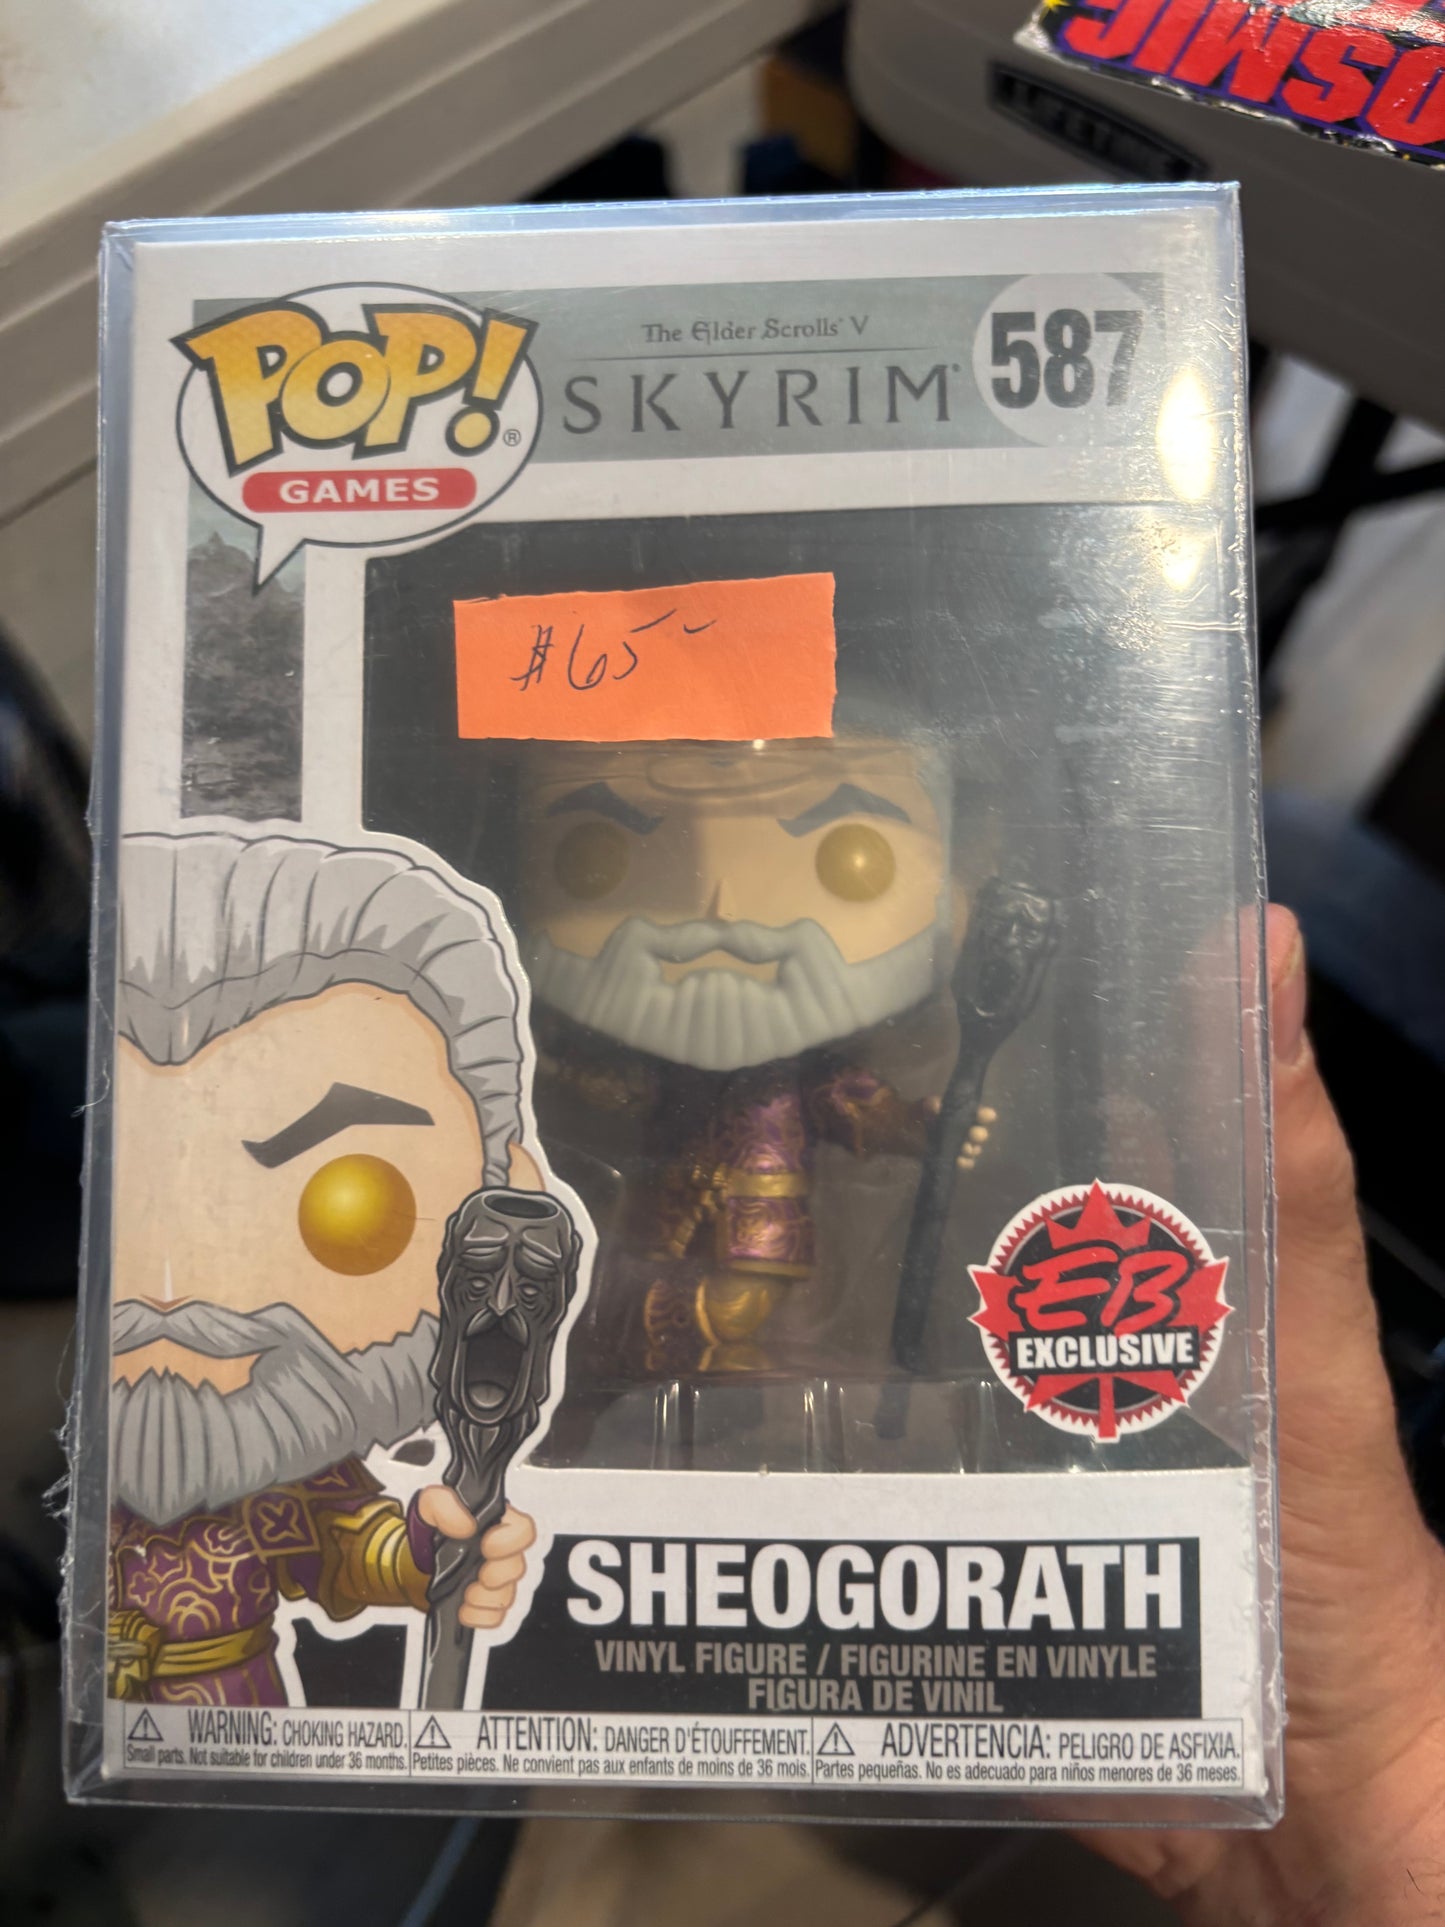 OSMIC
LIFETIME
POP!®
GAMES
The Elder Scrolls® V
SKYRIM®
587
$65-
EB
EXCLUSIVE
SHEOGORATH
VINYL FIGURE / FIGURINE EN VINYLE
FIGURA DE VINIL
WARNING: CHOKING HAZARD.
Small parts. Not suitable for children under 36 months.
ATTENTION: DANGER D'ÉTOUFFEMENT.
Petites pièces. Ne convient pas aux enfants de moins de 36 mois.
ADVERTENCIA: PELIGRO DE ASFIXIA.
Partes pequeñas. No es adecuado para niños menores de 36 meses.